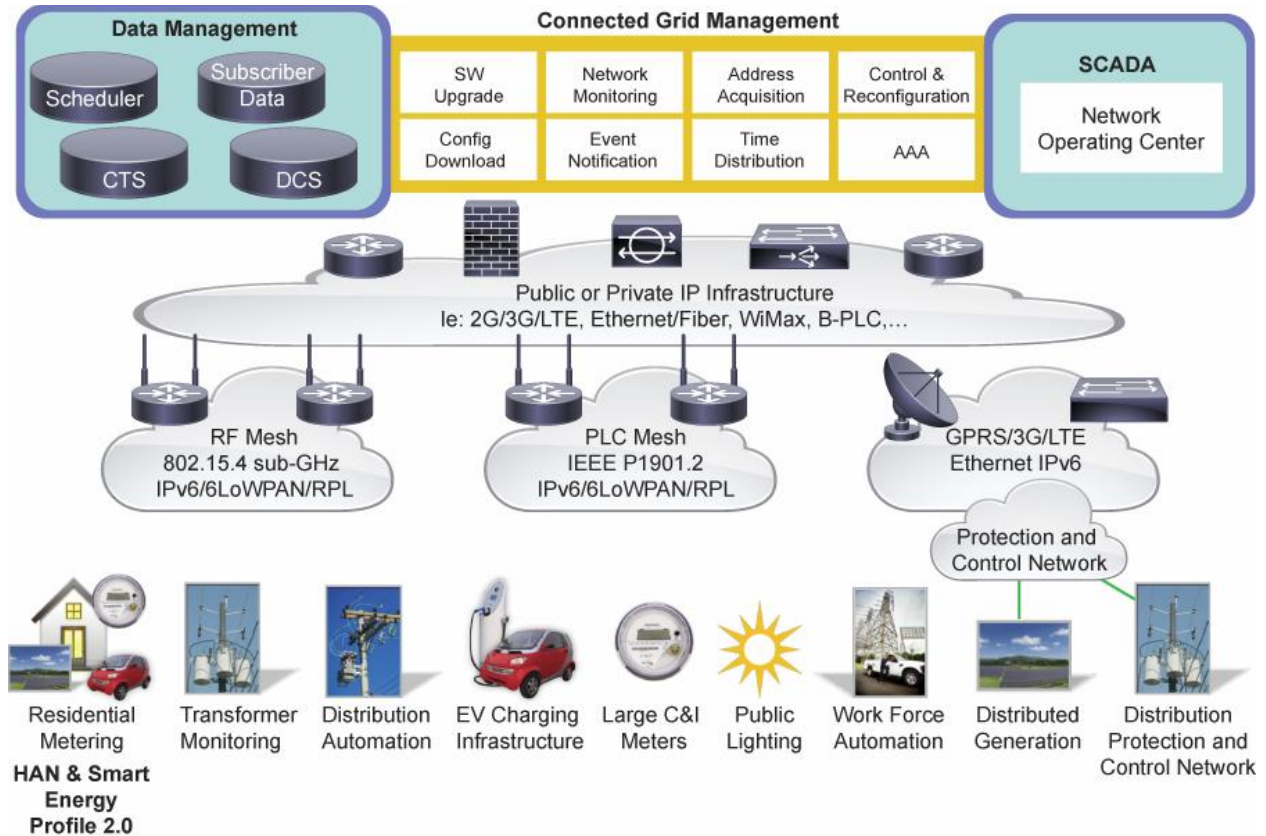 Data Management
Scheduler
Subscriber
Data
CTS
DCS
Connected Grid Management
SW
Upgrade
Network
Monitoring
Address
Acquisition
Control &
Reconfiguration
Config
Download
Event
Notification
Time
Distribution
AAA
SCADA
Network
Operating Center
Public or Private IP Infrastructure
Ie: 2G/3G/LTE, Ethernet/Fiber, WiMax, B-PLC,...
RF Mesh
802.15.4 sub-GHz
IPv6/6LoWPAN/RPL
PLC Mesh
IEEE P1901.2
IPv6/6LoWPAN/RPL
GPRS/3G/LTE
Ethernet IPv6
Protection and
Control Network
Residential
Metering
HAN & Smart
Energy
Profile 2.0
Transformer
Monitoring
Distribution
Automation
EV Charging
Infrastructure
Large C&I
Meters
Public
Lighting
Work Force
Automation
Distributed
Generation
Distribution
Protection and
Control Network